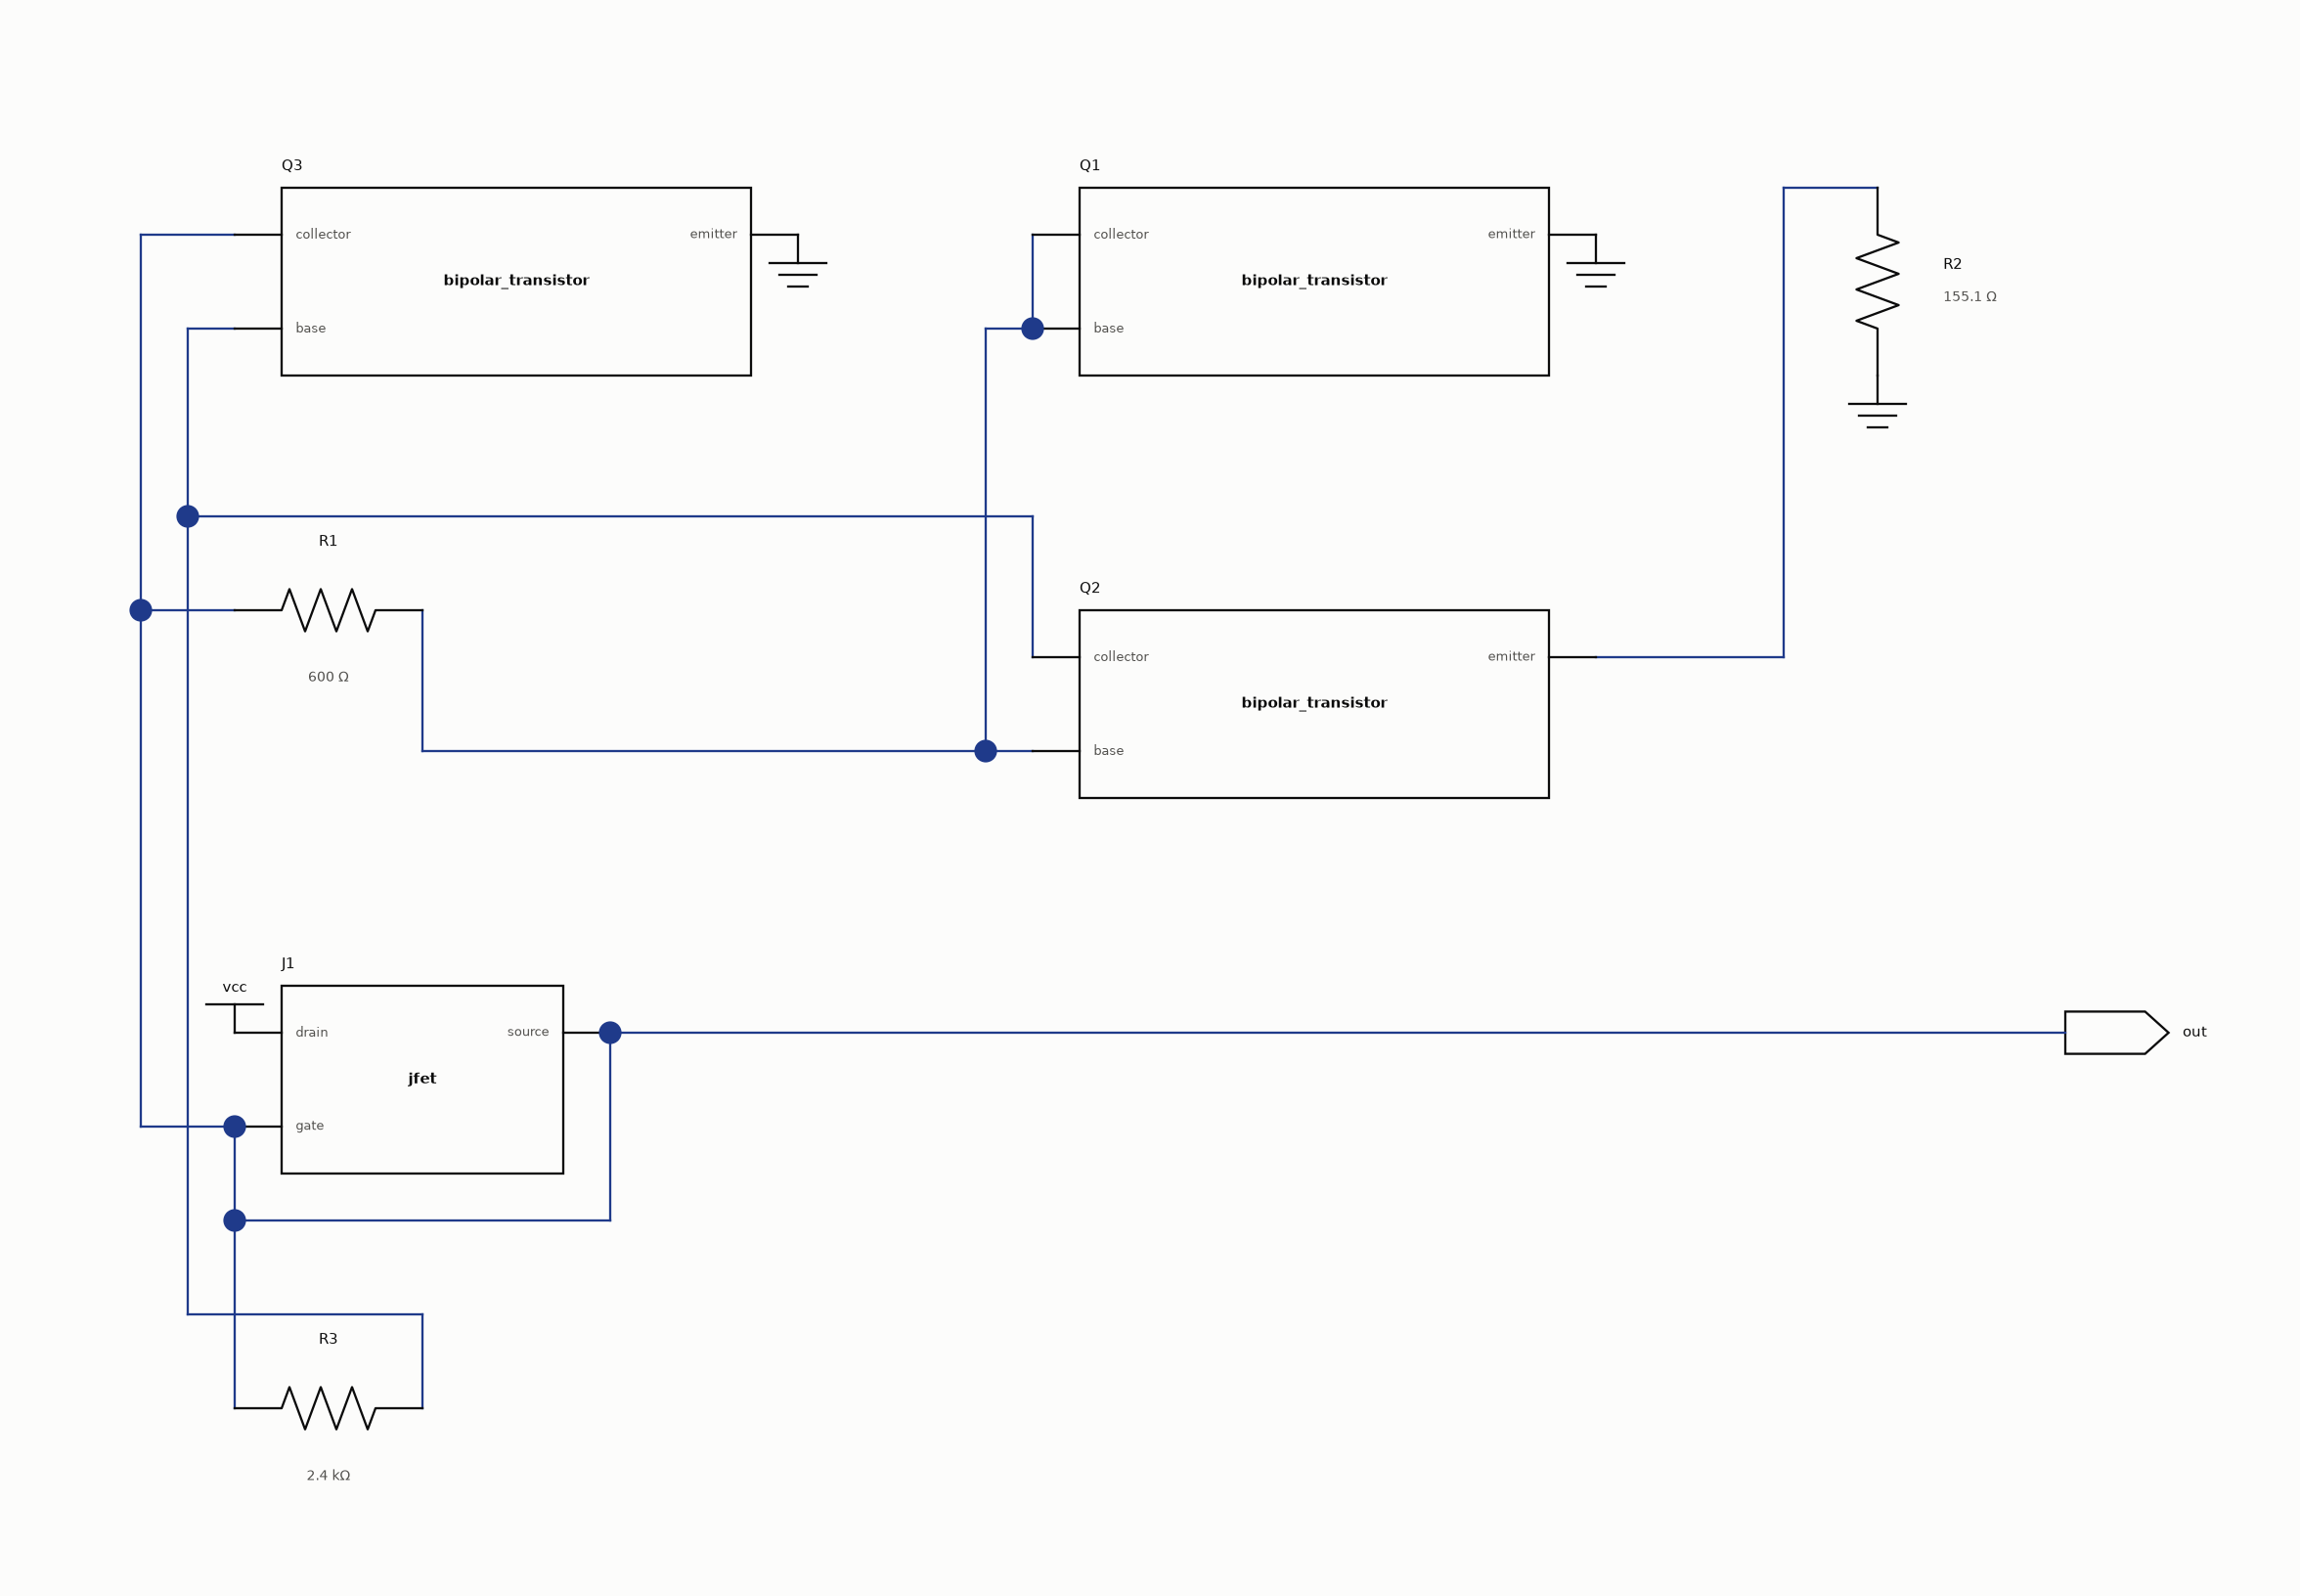 Q3
collector
emitter
bipolar_transistor
base
Q1
collector
emitter
bipolar_transistor
base
R2
155.1 Ω
R1
600 Ω
Q2
collector
emitter
bipolar_transistor
base
J1
vcc
drain
source
jfet
gate
out
R3
2.4 kΩ